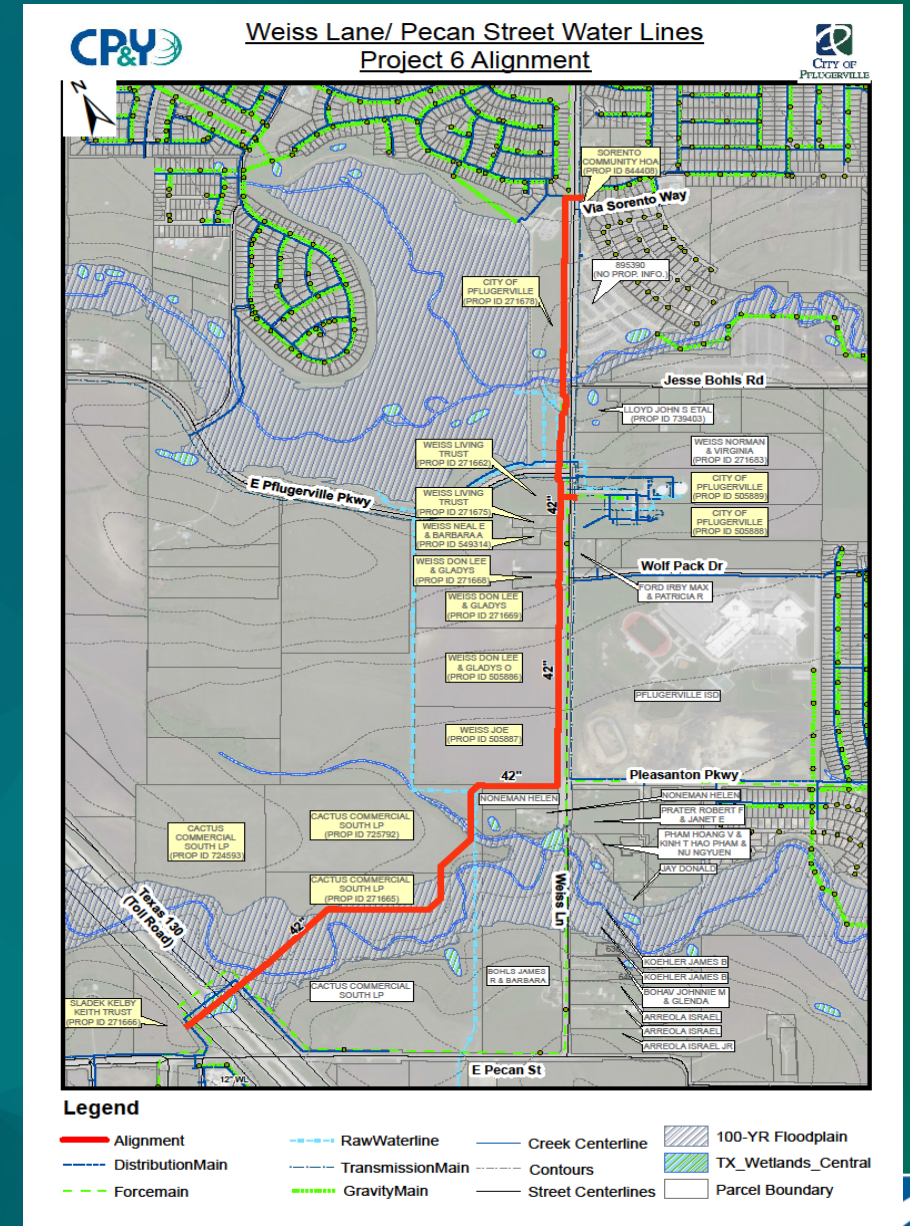 CP&Y
Weiss Lane/ Pecan Street Water Lines
Project 6 Alignment
CITY OF
PFLUGERVILLE
N
SORENTO
COMMUNITY HOA
(PROP ID 844408)
Via Sorento Way
895390
(NO PROP. INFO.)
CITY OF
PFLUGERVILLE
(PROP ID 271678)
Jesse Bohls Rd
LLOYD JOHN S ETAL
(PROP ID 739403)
WEISS LIVING
TRUST
(PROP ID 271662)
WEISS NORMAN
& VIRGINIA
(PROP ID 271683)
CITY OF
PFLUGERVILLE
(PROP ID 505889)
E Pflugerville Pkwy
WEISS LIVING
TRUST
(PROP ID 271675)
42"
CITY OF
PFLUGERVILLE
(PROP ID 505888)
WEISS NEAL E
& BARBARA A
(PROP ID 549314)
WEISS DON LEE
& GLADYS
(PROP ID 271668)
Wolf Pack Dr
FORD IRBY MAX
& PATRICIA R
WEISS DON LEE
& GLADYS
(PROP ID 271669)
WEISS DON LEE
& GLADYS O
(PROP ID 505886)
42"
PFLUGERVILLE ISD
WEISS JOE
(PROP ID 505887)
42"
Pleasanton Pkwy
NONEMAN HELEN
NONEMAN HELEN
PRATER ROBERT F
& JANET E
CACTUS
COMMERCIAL
SOUTH LP
(PROP ID 724593)
CACTUS COMMERCIAL
SOUTH LP
(PROP ID 725792)
PHAM HOANG V &
KINH T HAO PHAM &
NU NGYUEN
JAY DONALD
CACTUS COMMERCIAL
SOUTH LP
(PROP ID 271665)
Weiss Ln
Texas 130
(Toll Road)
42"
KOEHLER JAMES B
KOEHLER JAMES B
BOHLS JAMES
R & BARBARA
CACTUS COMMERCIAL
SOUTH LP
BOHAV JOHNNIE M
& GLENDA
SLADEK KELBY
KEITH TRUST
(PROP ID 271666)
ARREOLA ISRAEL
ARREOLA ISRAEL
ARREOLA ISRAEL JR
E Pecan St
12" WL
Legend
Alignment
DistributionMain
Forcemain
RawWaterline
TransmissionMain
GravityMain
Creek Centerline
Contours
Street Centerlines
100-YR Floodplain
TX_Wetlands_Central
Parcel Boundary